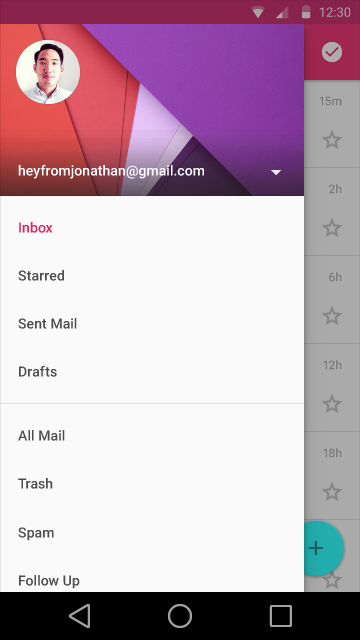 12:30
15m
heyfromjonathan@gmail.com
2h
Inbox
Starred
6h
Sent Mail
Drafts
12h
All Mail
18h
Trash
Spam
Follow Up